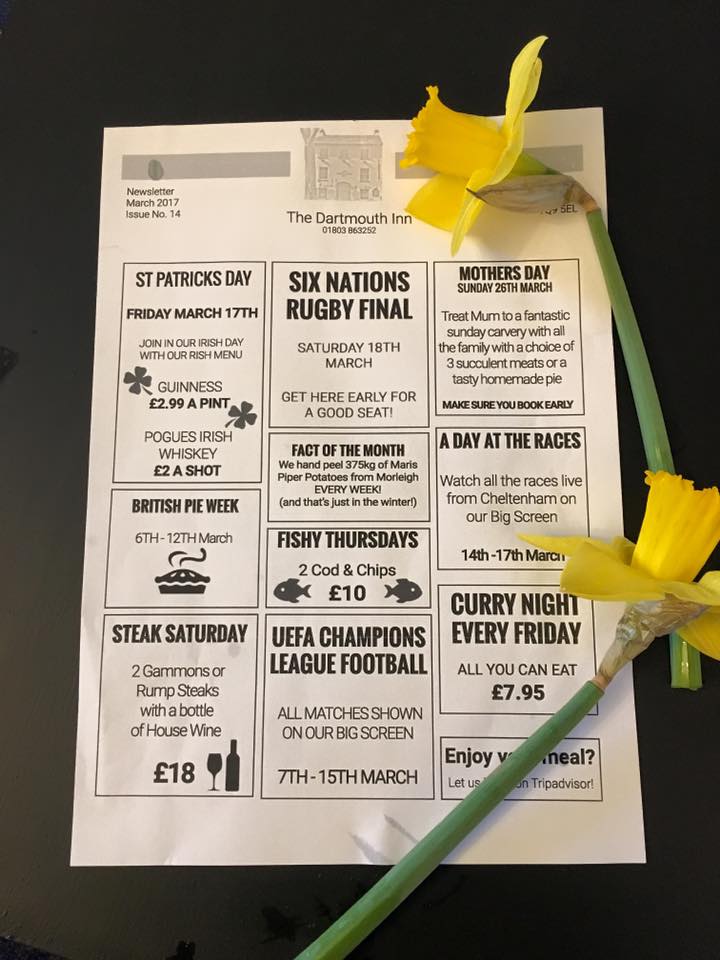 Newsletter
March 2017
Issue No. 14
The Dartmouth Inn
01803 863252
5EL
ST PATRICKS DAY
FRIDAY MARCH 17TH
JOIN IN OUR IRISH DAY
WITH OUR RISH MENU
GUINNESS
£2.99 A PINT
POGUES IRISH
WHISKEY
£2 A SHOT
BRITISH PIE WEEK
6TH - 12TH March
STEAK SATURDAY
2 Gammons or
Rump Steaks
with a bottle
of House Wine
£18
SIX NATIONS
RUGBY FINAL
SATURDAY 18TH
MARCH
GET HERE EARLY FOR
A GOOD SEAT!
FACT OF THE MONTH
We hand peel 375kg of Maris
Piper Potatoes from Morleigh
EVERY WEEK!
(and that's just in the winter!)
FISHY THURSDAYS
2 Cod & Chips
£10
UEFA CHAMPIONS
LEAGUE FOOTBALL
ALL MATCHES SHOWN
ON OUR BIG SCREEN
7TH - 15TH MARCH
MOTHERS DAY
SUNDAY 26TH MARCH
Treat Mum to a fantastic
sunday carvery with all
the family with a choice of
3 succulent meats or a
tasty homemade pie
MAKE SURE YOU BOOK EARLY
A DAY AT THE RACES
Watch all the races live
from Cheltenham on
our Big Screen
14th -17th March
CURRY NIGHT
EVERY FRIDAY
ALL YOU CAN EAT
£7.95
Enjoy meal?
Let us on Tripadvisor!